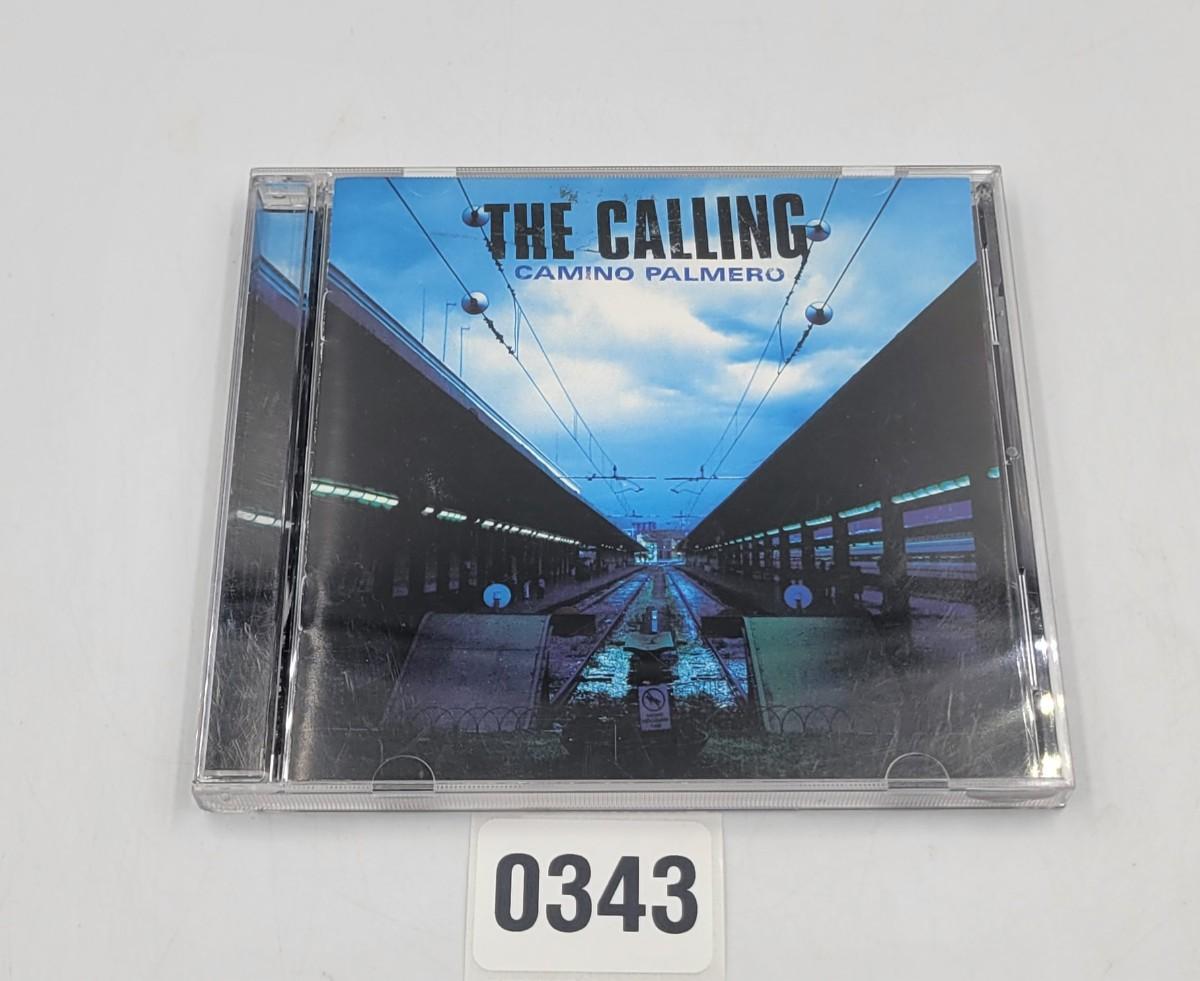 THE CALLING
CAMINO PALMERO
0343